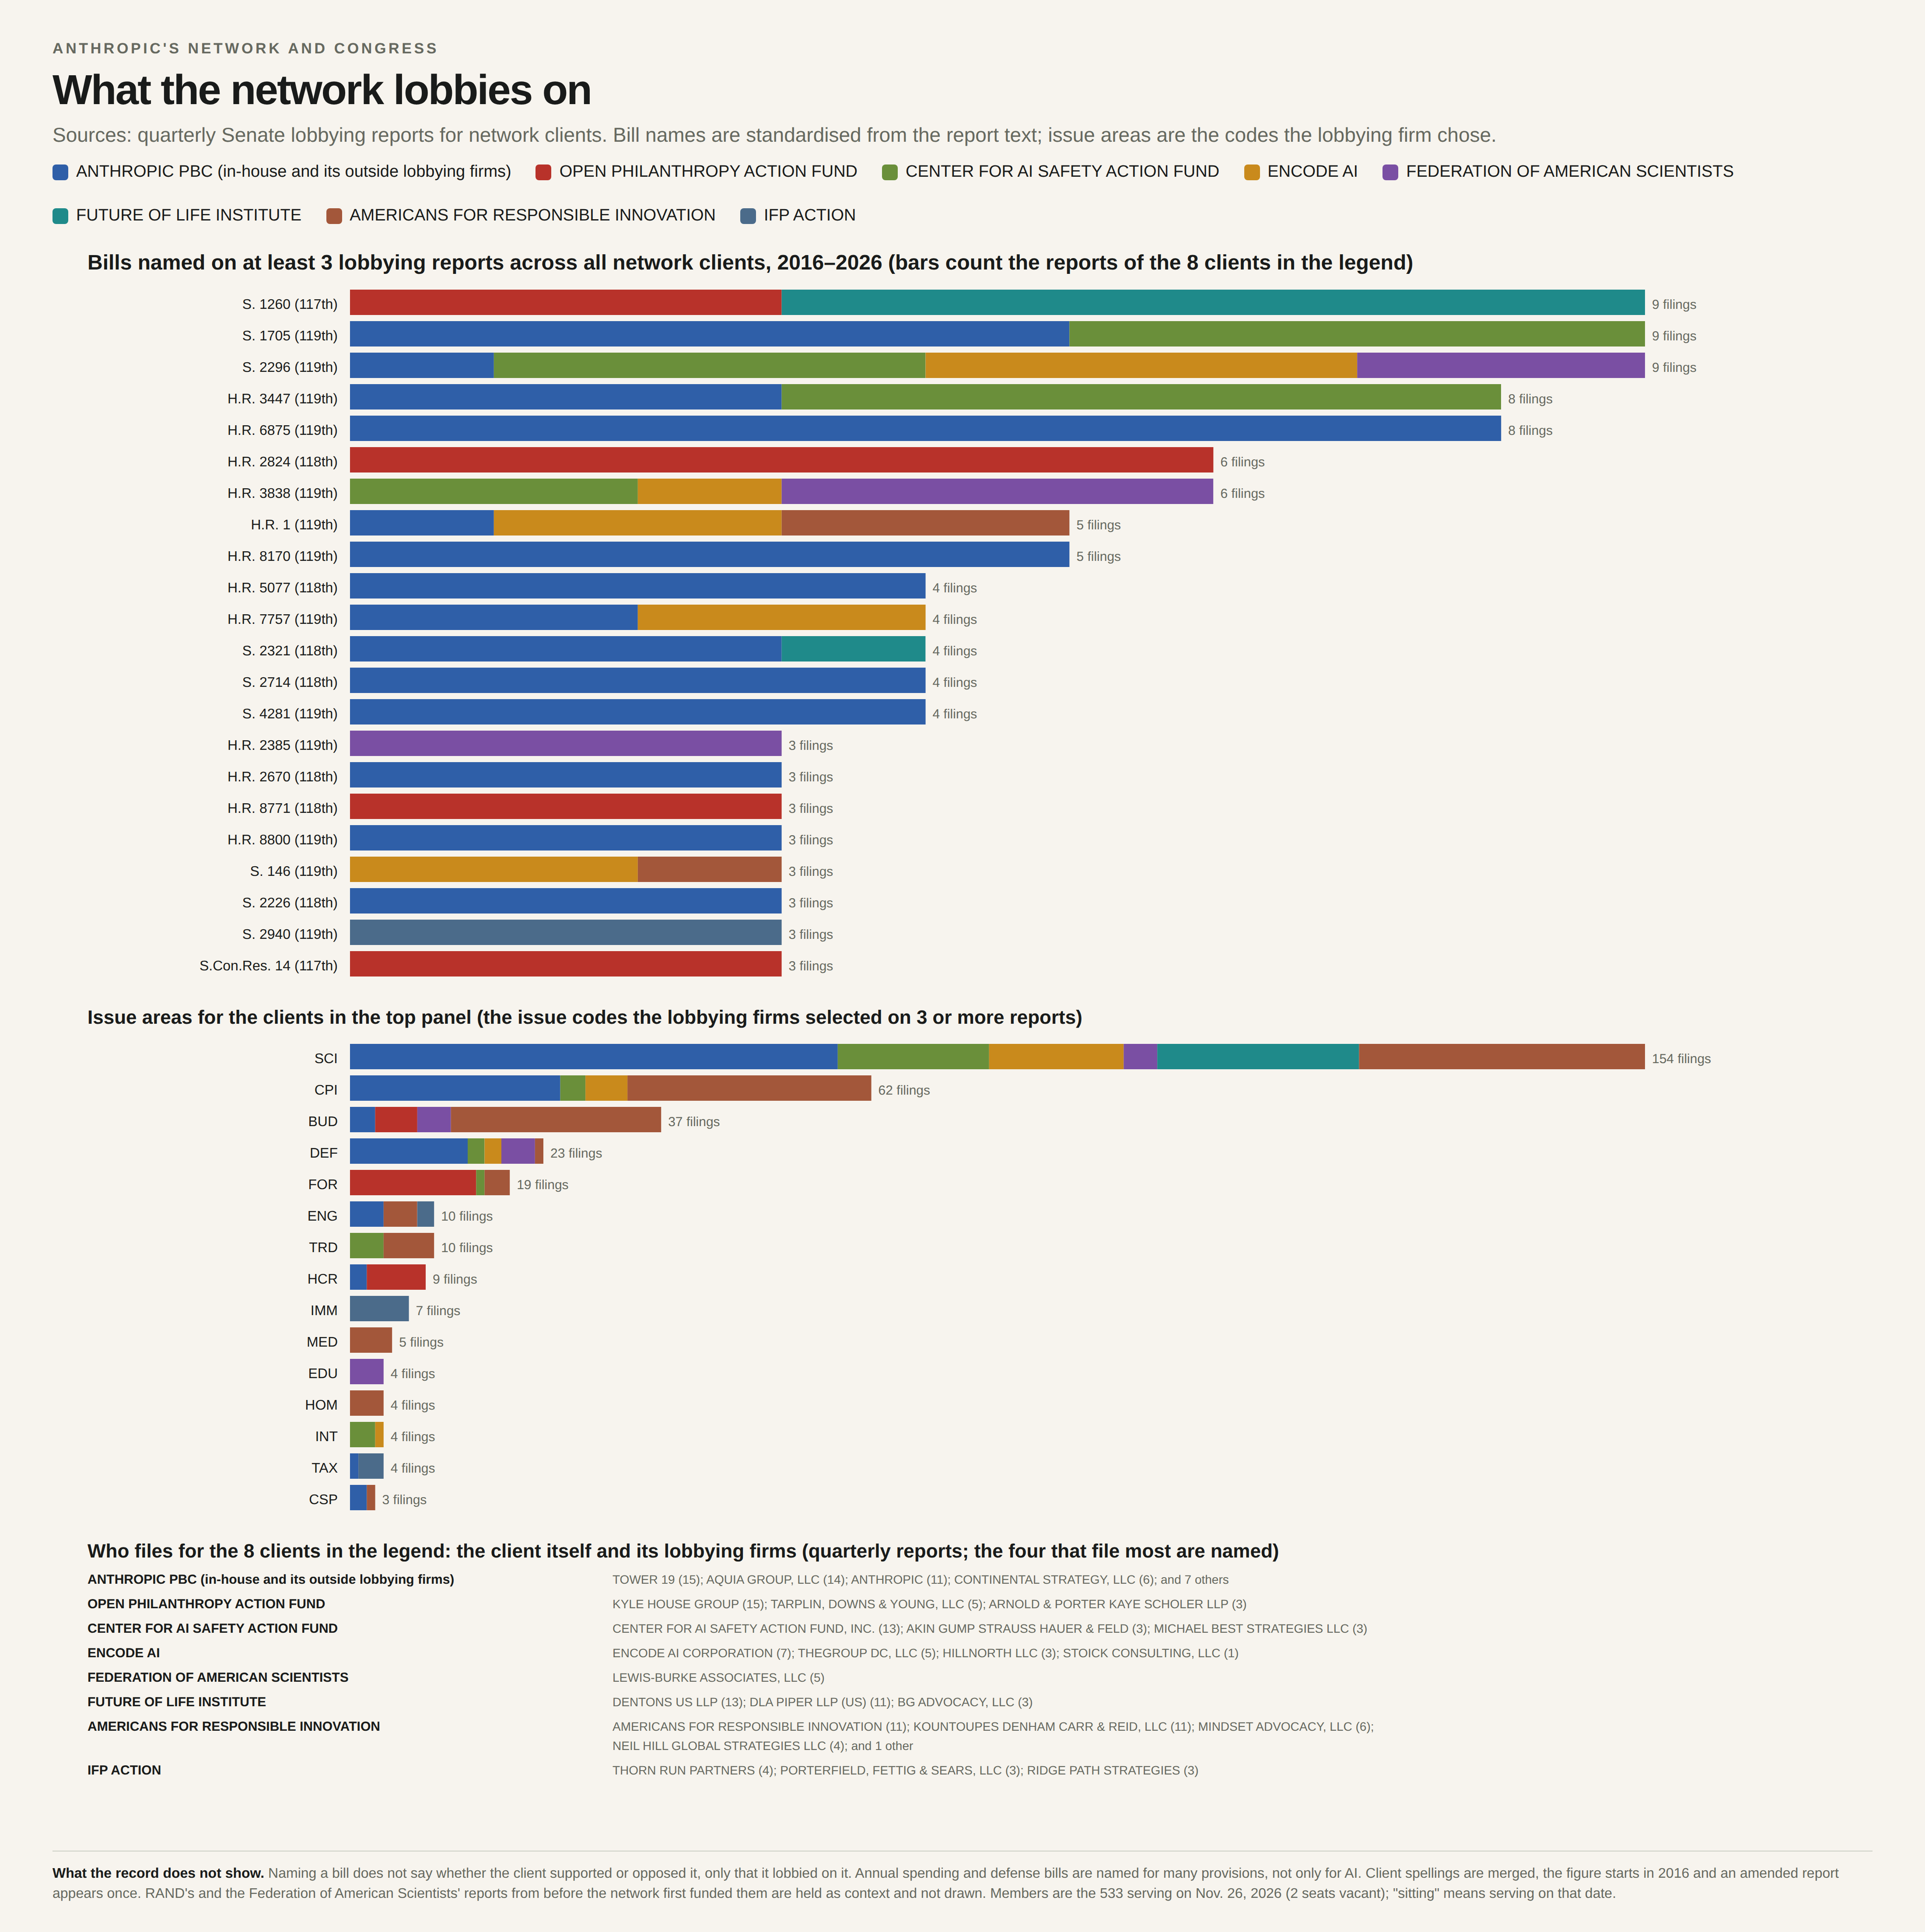 ANTHROPIC'S NETWORK AND CONGRESS
What the network lobbies on
Sources: quarterly Senate lobbying reports for network clients. Bill names are standardised from the report text; issue areas are the codes the lobbying firm chose.
ANTHROPIC PBC (in-house and its outside lobbying firms) OPEN PHILANTHROPY ACTION FUND CENTER FOR AI SAFETY ACTION FUND ENCODE AI FEDERATION OF AMERICAN SCIENTISTS
FUTURE OF LIFE INSTITUTE AMERICANS FOR RESPONSIBLE INNOVATION IFP ACTION
Bills named on at least 3 lobbying reports across all network clients, 2016–2026 (bars count the reports of the 8 clients in the legend)
S. 1260 (117th) 9 filings
S. 1705 (119th) 9 filings
S. 2296 (119th) 9 filings
H.R. 3447 (119th) 8 filings
H.R. 6875 (119th) 8 filings
H.R. 2824 (118th) 6 filings
H.R. 3838 (119th) 6 filings
H.R. 1 (119th) 5 filings
H.R. 8170 (119th) 5 filings
H.R. 5077 (118th) 4 filings
H.R. 7757 (119th) 4 filings
S. 2321 (118th) 4 filings
S. 2714 (118th) 4 filings
S. 4281 (119th) 4 filings
H.R. 2385 (119th) 3 filings
H.R. 2670 (118th) 3 filings
H.R. 8771 (118th) 3 filings
H.R. 8800 (119th) 3 filings
S. 146 (119th) 3 filings
S. 2226 (118th) 3 filings
S. 2940 (119th) 3 filings
S.Con.Res. 14 (117th) 3 filings
Issue areas for the clients in the top panel (the issue codes the lobbying firms selected on 3 or more reports)
SCI 154 filings
CPI 62 filings
BUD 37 filings
DEF 23 filings
FOR 19 filings
ENG 10 filings
TRD 10 filings
HCR 9 filings
IMM 7 filings
MED 5 filings
EDU 4 filings
HOM 4 filings
INT 4 filings
TAX 4 filings
CSP 3 filings
Who files for the 8 clients in the legend: the client itself and its lobbying firms (quarterly reports; the four that file most are named)
ANTHROPIC PBC (in-house and its outside lobbying firms) TOWER 19 (15); AQUIA GROUP, LLC (14); ANTHROPIC (11); CONTINENTAL STRATEGY, LLC (6); and 7 others
OPEN PHILANTHROPY ACTION FUND KYLE HOUSE GROUP (15); TARPLIN, DOWNS & YOUNG, LLC (5); ARNOLD & PORTER KAYE SCHOLER LLP (3)
CENTER FOR AI SAFETY ACTION FUND CENTER FOR AI SAFETY ACTION FUND, INC. (13); AKIN GUMP STRAUSS HAUER & FELD (3); MICHAEL BEST STRATEGIES LLC (3)
ENCODE AI ENCODE AI CORPORATION (7); THEGROUP DC, LLC (5); HILLNORTH LLC (3); STOICK CONSULTING, LLC (1)
FEDERATION OF AMERICAN SCIENTISTS LEWIS-BURKE ASSOCIATES, LLC (5)
FUTURE OF LIFE INSTITUTE DENTONS US LLP (13); DLA PIPER LLP (US) (11); BG ADVOCACY, LLC (3)
AMERICANS FOR RESPONSIBLE INNOVATION AMERICANS FOR RESPONSIBLE INNOVATION (11); KOUNTOUPES DENHAM CARR & REID, LLC (11); MINDSET ADVOCACY, LLC (6);
NEIL HILL GLOBAL STRATEGIES LLC (4); and 1 other
IFP ACTION THORN RUN PARTNERS (4); PORTERFIELD, FETTIG & SEARS, LLC (3); RIDGE PATH STRATEGIES (3)
What the record does not show. Naming a bill does not say whether the client supported or opposed it, only that it lobbied on it. Annual spending and defense bills are named for many provisions, not only for AI. Client spellings are merged, the figure starts in 2016 and an amended report
appears once. RAND's and the Federation of American Scientists' reports from before the network first funded them are held as context and not drawn. Members are the 533 serving on Nov. 26, 2026 (2 seats vacant); "sitting" means serving on that date.